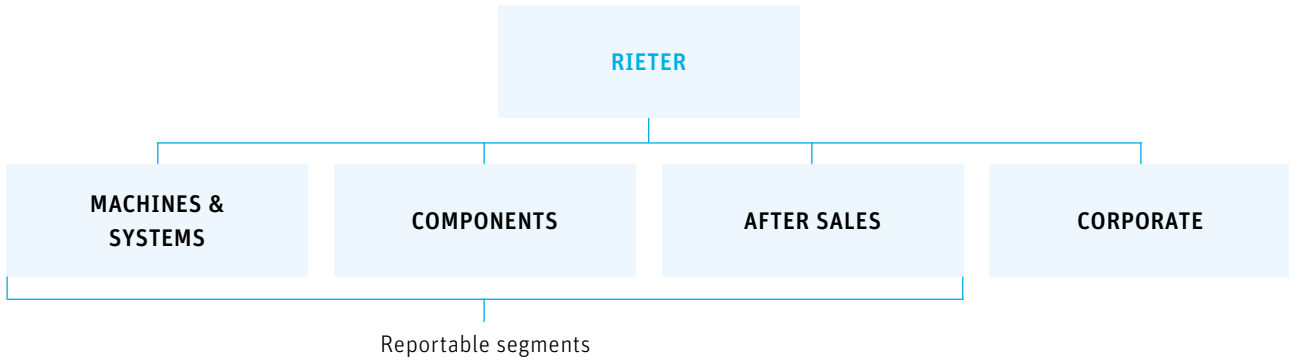 RIETER
MACHINES &
SYSTEMS
COMPONENTS
AFTER SALES
CORPORATE
Reportable segments